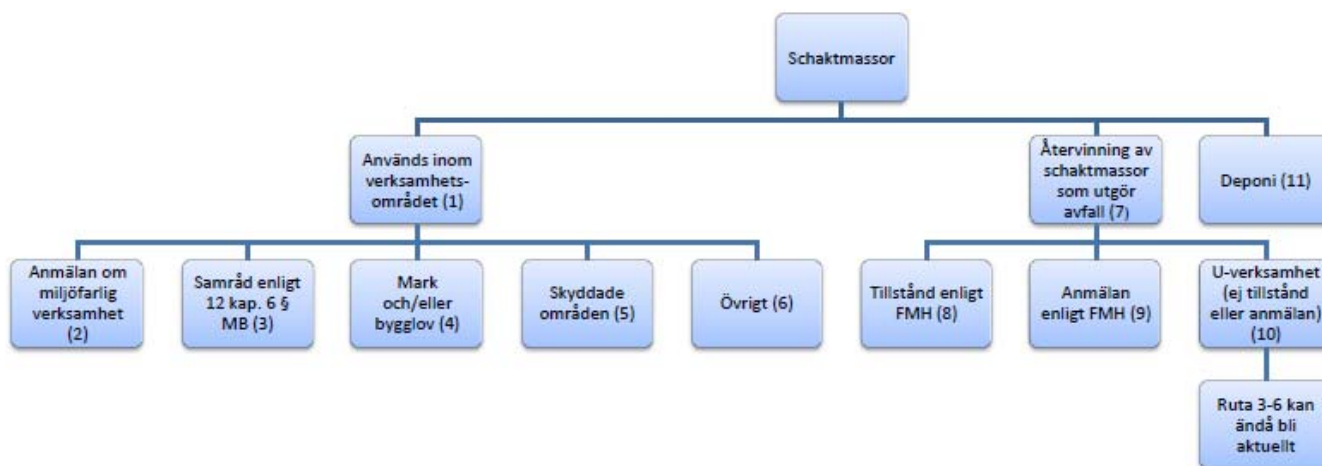 Schaktmassor
Används inom
verksamhets-
området (1)
Återvinning av
schaktmassor
som utgör
avfall (7)
Deponi (11)
Anmälan om
miljöfarlig
verksamhet
(2)
Samråd enligt
12 kap. 6 §
MB (3)
Mark
och/eller
bygglov (4)
Skyddade
områden (5)
Övrigt (6)
Tillstånd enligt
FMH (8)
Anmälan
enligt FMH (9)
U-verksamhet
(ej tillstånd
eller anmälan)
(10)
Ruta 3-6 kan
ändå bli
aktuellt